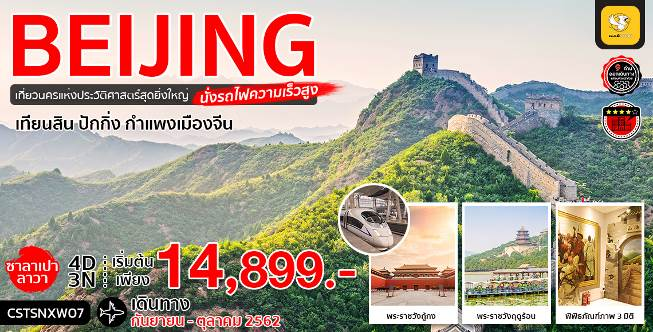 BEIJING
เที่ยวนครแห่งประวัติศาสตร์สุดยิ่งใหญ่ นั่งรถไฟความเร็วสูง
เทียนสิน ปักกิ่ง กำแพงเมืองจีน
ซาลาเปา
ลาวา
4D
3N
เริ่มต้น
เพียง
14,899.-
CSTSNXW07
เดินทาง
กันยายน - ตุลาคม 2562
พระราชวังกู้กง
พระราชวังฤดูร้อน
พิพิธภัณฑ์ภาพ 3 มิติ